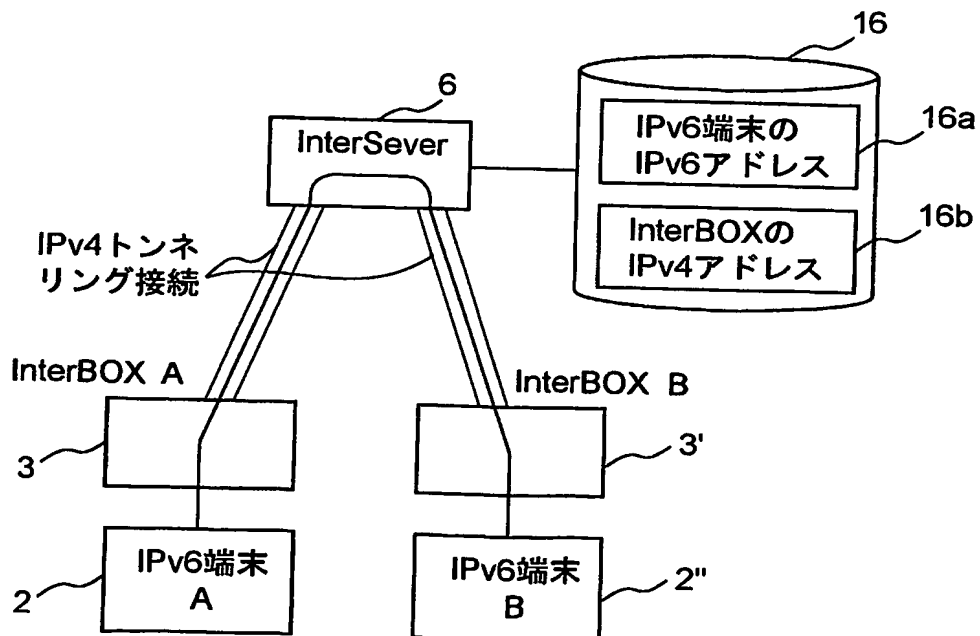 16
6
InterSever
IPv6端末の
IPv6アドレス
16a
InterBOXの
IPv4アドレス
16b
IPv4トンネ
リング接続
InterBOX A
InterBOX B
3
3'
IPv6端末
A
2
IPv6端末
B
2"